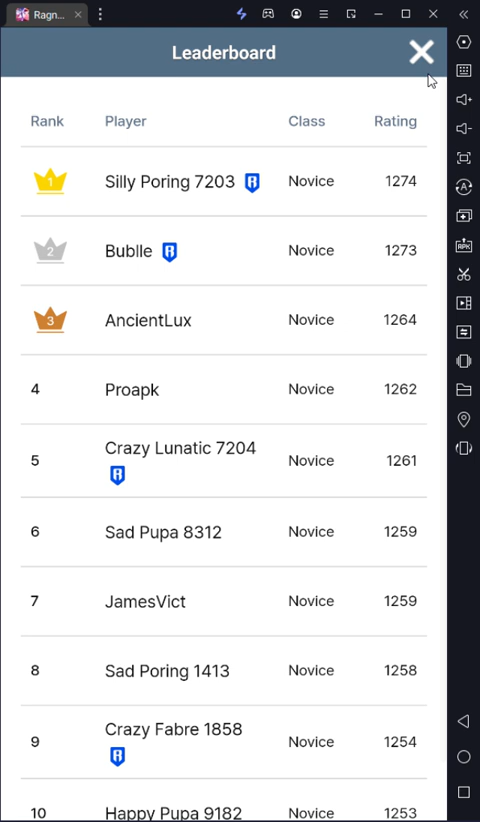 Ragn...
Leaderboard
Rank Player Class Rating
1 Silly Poring 7203 Novice 1274
2 Bublle Novice 1273
3 AncientLux Novice 1264
4 Proapk Novice 1262
5 Crazy Lunatic 7204 Novice 1261
6 Sad Pupa 8312 Novice 1259
7 JamesVict Novice 1259
8 Sad Poring 1413 Novice 1258
9 Crazy Fabre 1858 Novice 1254
10 Happy Pupa 9182 Novice 1253